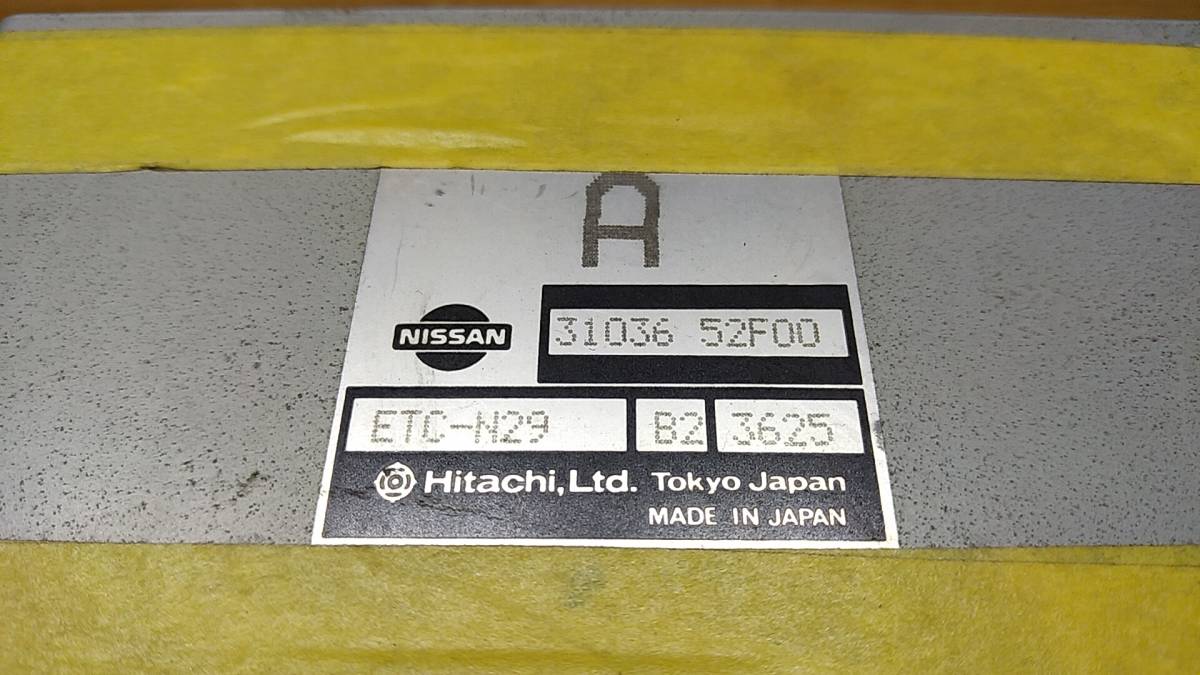 A
NISSAN 31036 52F00
ETC-N29 B2 3625
Hitachi, Ltd. Tokyo Japan
MADE IN JAPAN